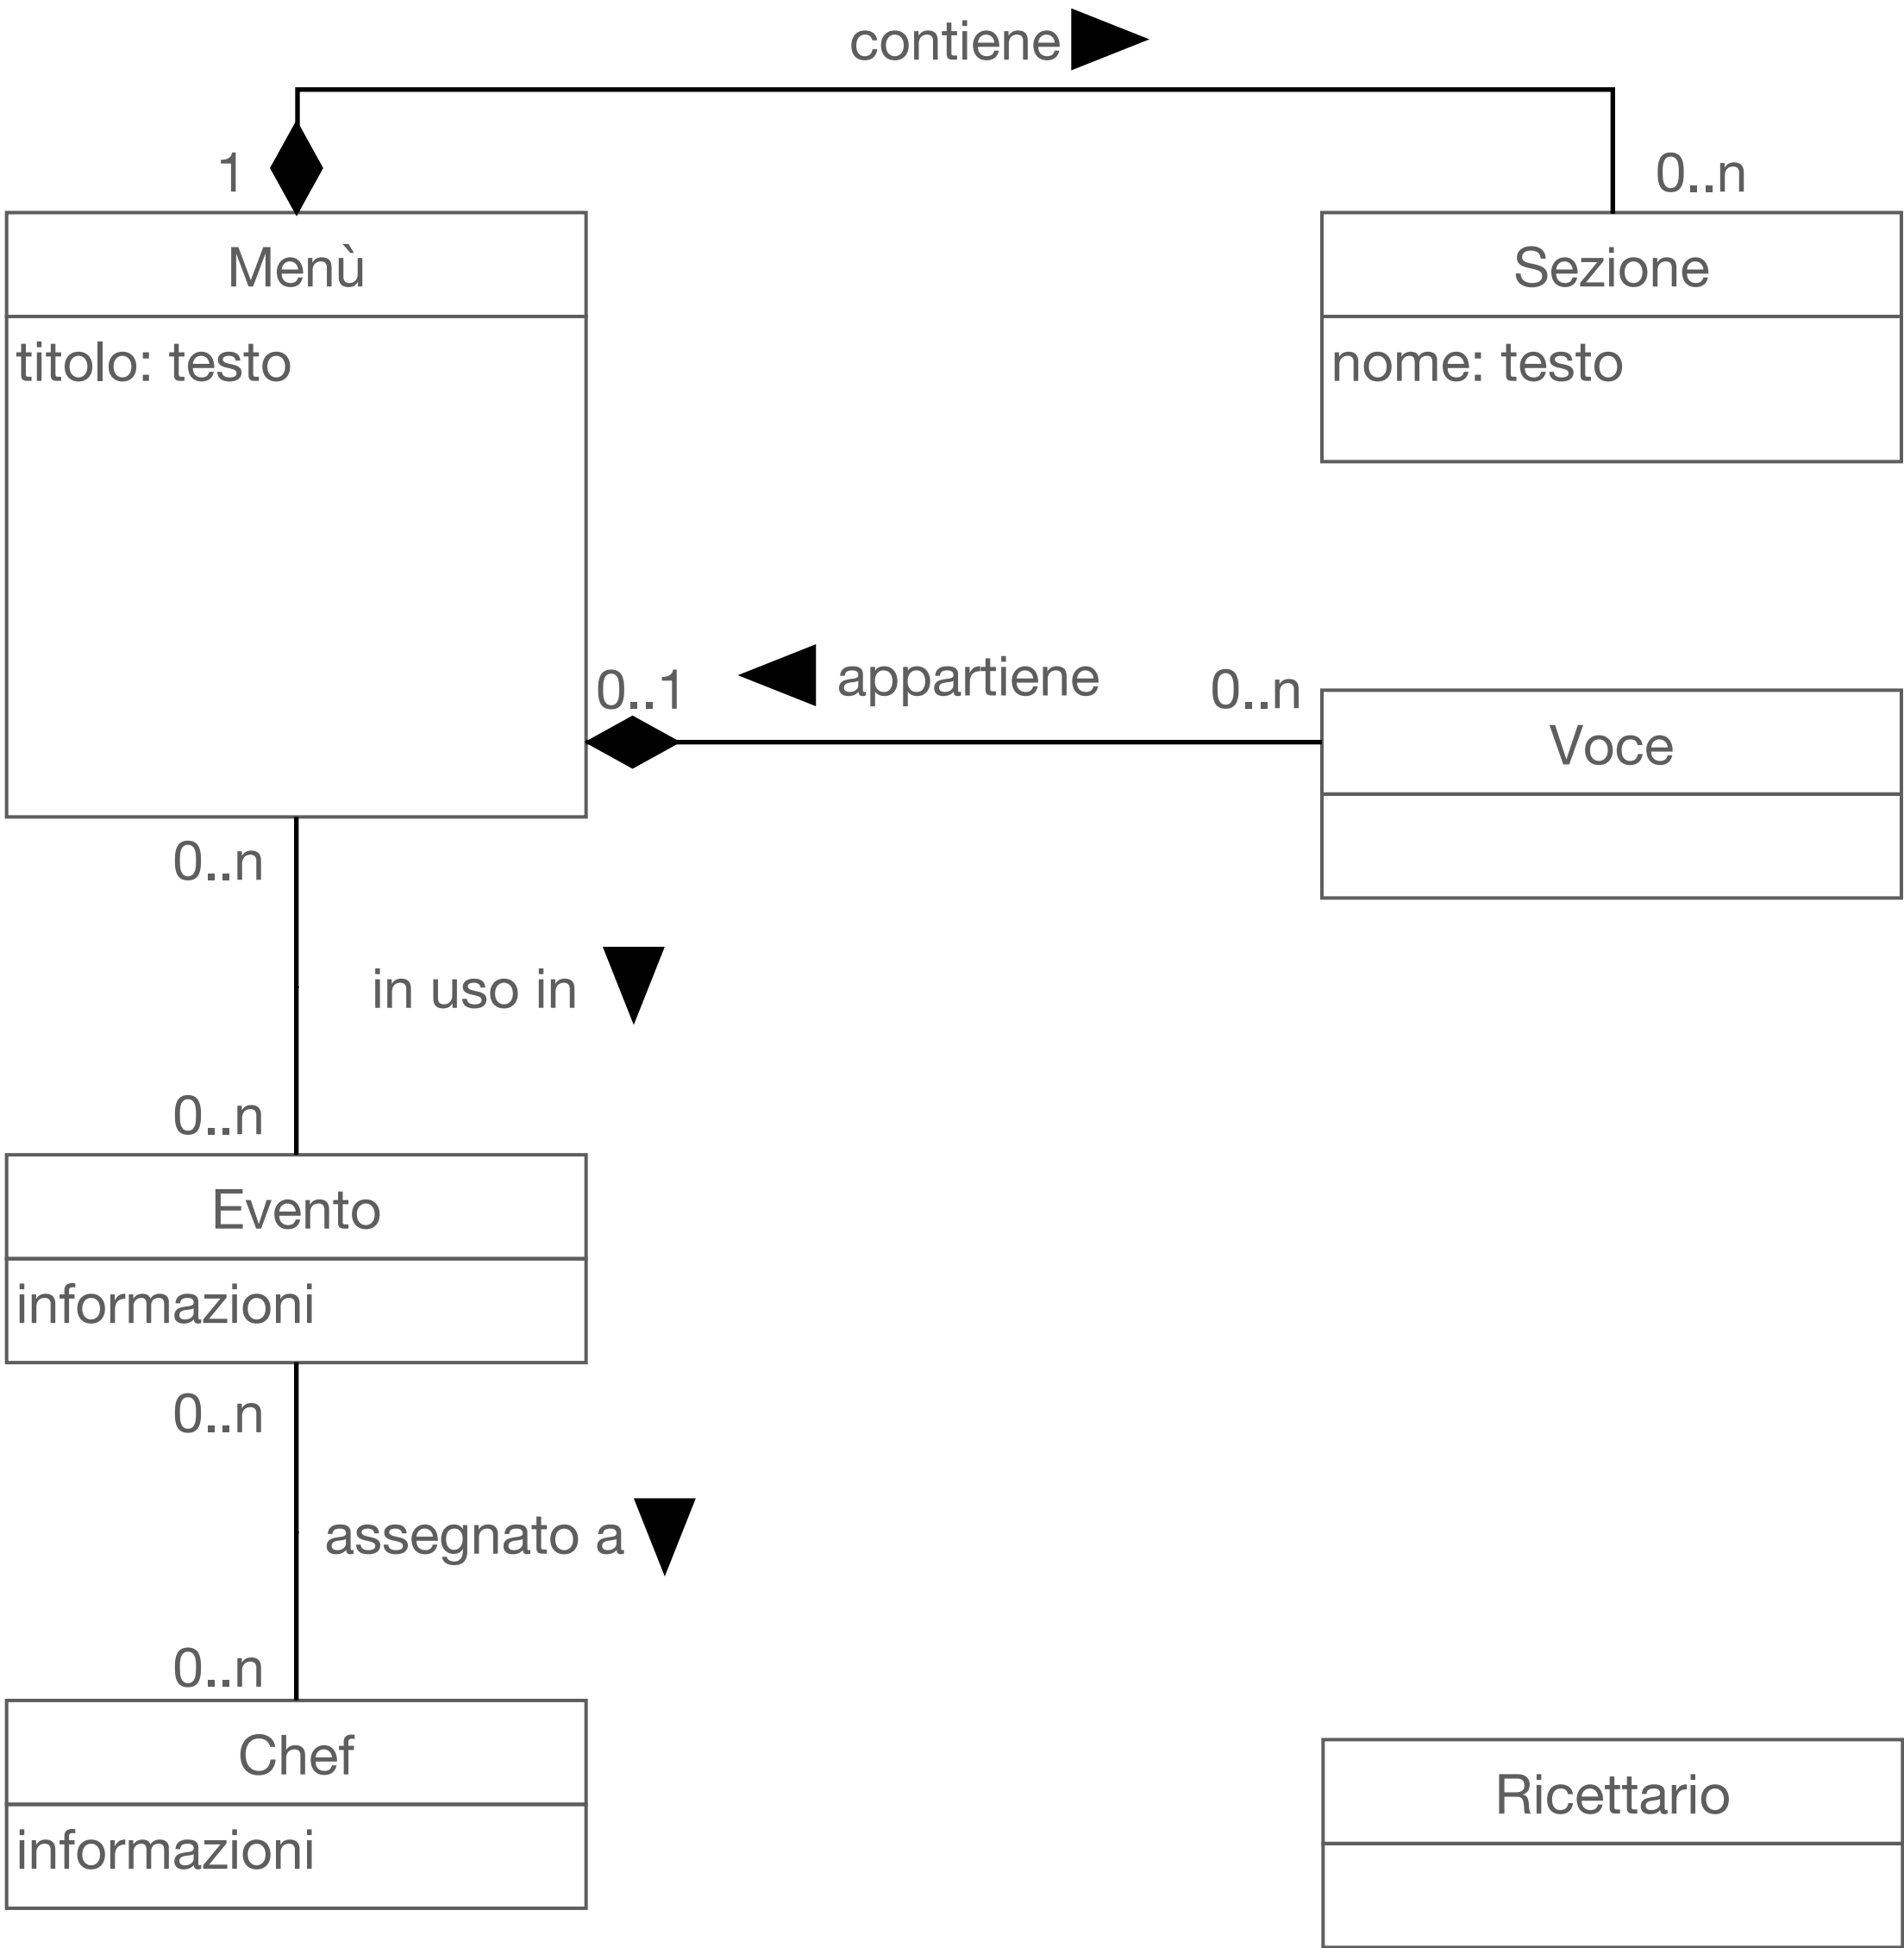 contiene
1
0..n
Menù
Sezione
titolo: testo
nome: testo
0..1
appartiene
0..n
Voce
0..n
in uso in
0..n
Evento
informazioni
0..n
assegnato a
0..n
Chef
Ricettario
informazioni